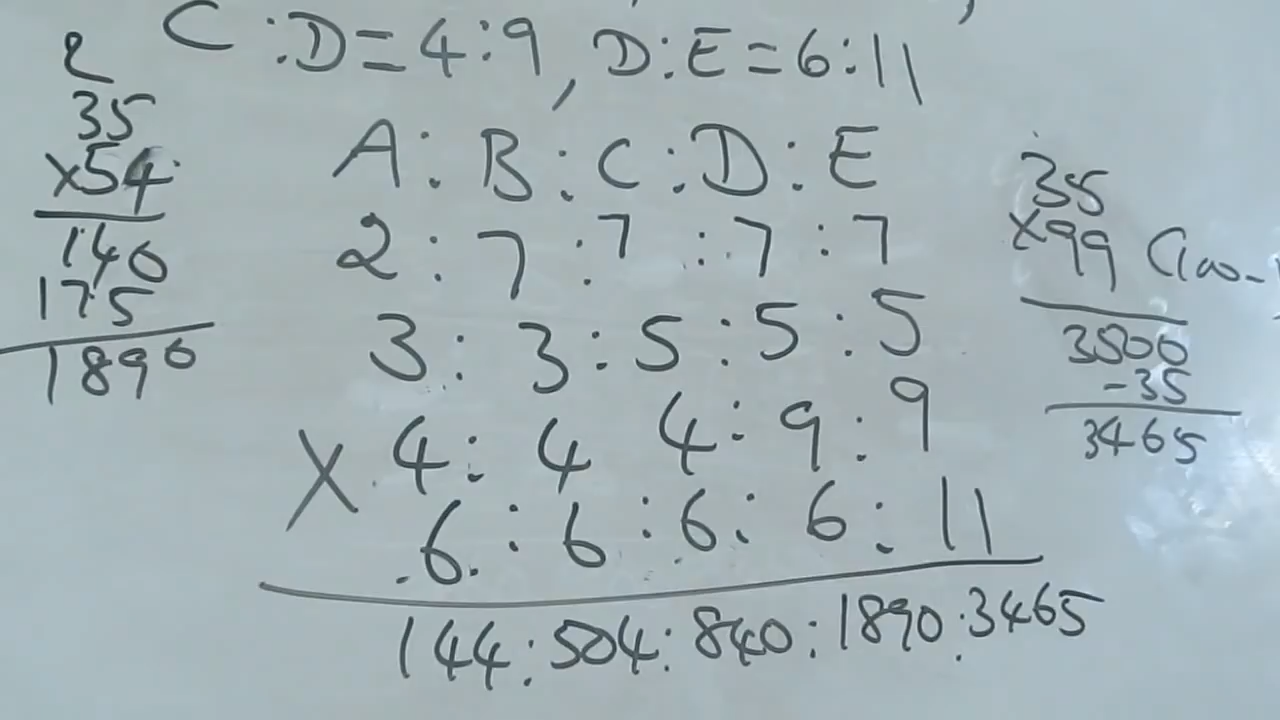 C:D=4:9, D:E=6:11
A:B:C:D:E
2:7:7:7:7
3:3:5:5:5
X 4:4 4:9:9
6:6:6:6:11
144:504:840:1890:3465
2
35
x54
140
175
1890
35
x99 (100-
3500
-35
3465